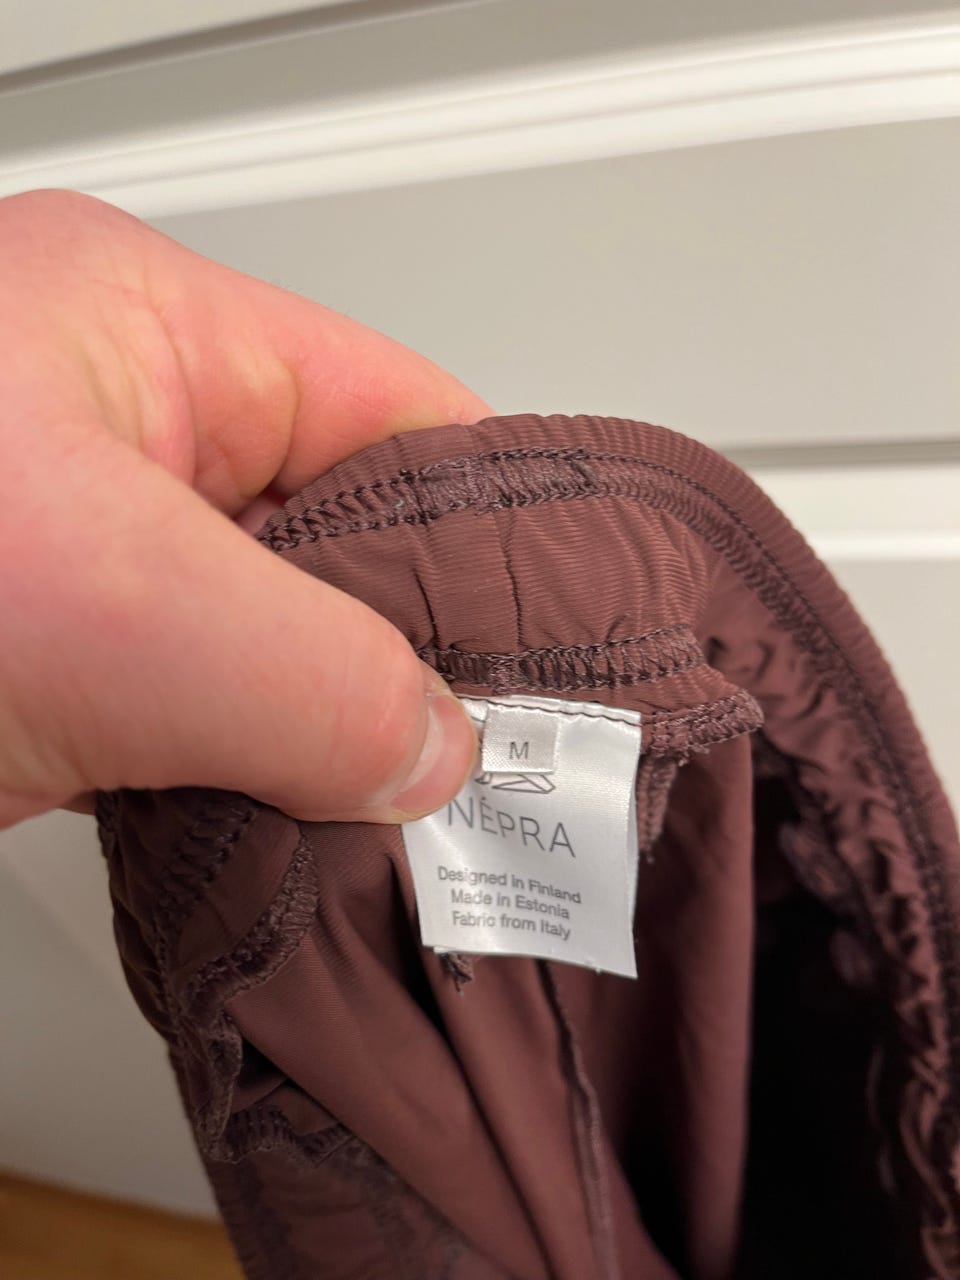 M
NÉPRA
Designed in Finland
Made in Estonia
Fabric from Italy